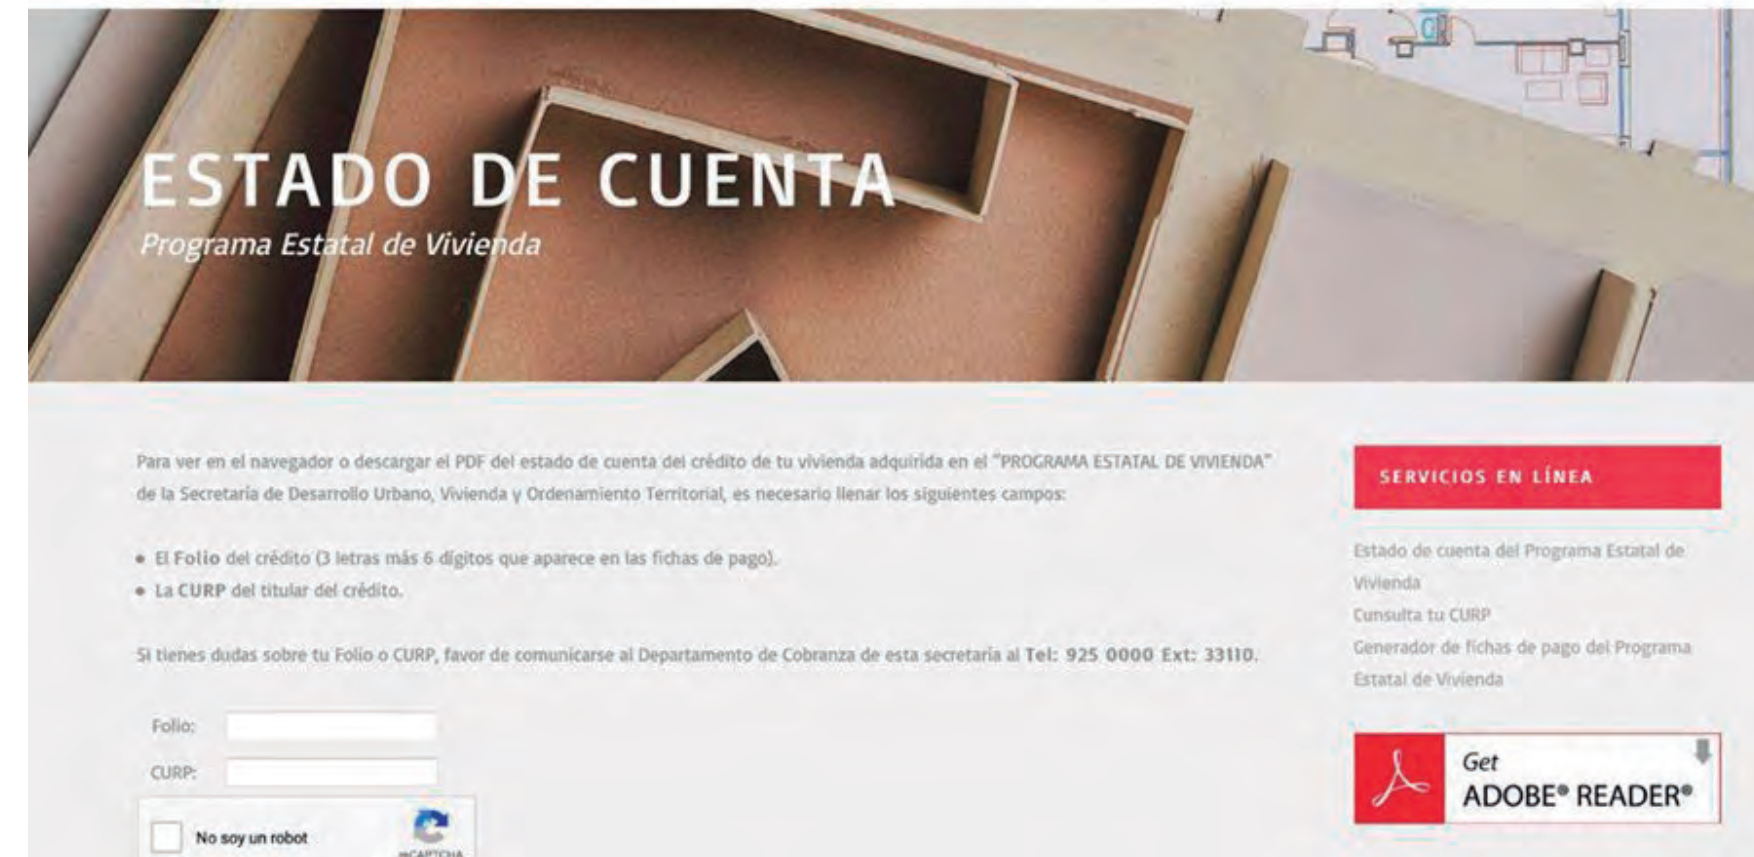 ESTADO DE CUENTA
Programa Estatal de Vivienda
Para ver en el navegador o descargar el PDF del estado de cuenta del crédito de tu vivienda adquirida en el "PROGRAMA ESTATAL DE VIVIENDA"
de la Secretaría de Desarrollo Urbano, Vivienda y Ordenamiento Territorial, es necesario llenar los siguientes campos:
• El Folio del crédito (3 letras más 6 dígitos que aparece en las fichas de pago).
• La CURP del titular del crédito.
Si tienes dudas sobre tu Folio o CURP, favor de comunicarse al Departamento de Cobranza de esta secretaría al Tel: 925 0000 Ext: 33110.
Folio:
CURP:
No soy un robot
reCAPTCHA
SERVICIOS EN LÍNEA
Estado de cuenta del Programa Estatal de
Vivienda
Cunsulta tu CURP
Generador de fichas de pago del Programa
Estatal de Vivienda
Get
ADOBE® READER®